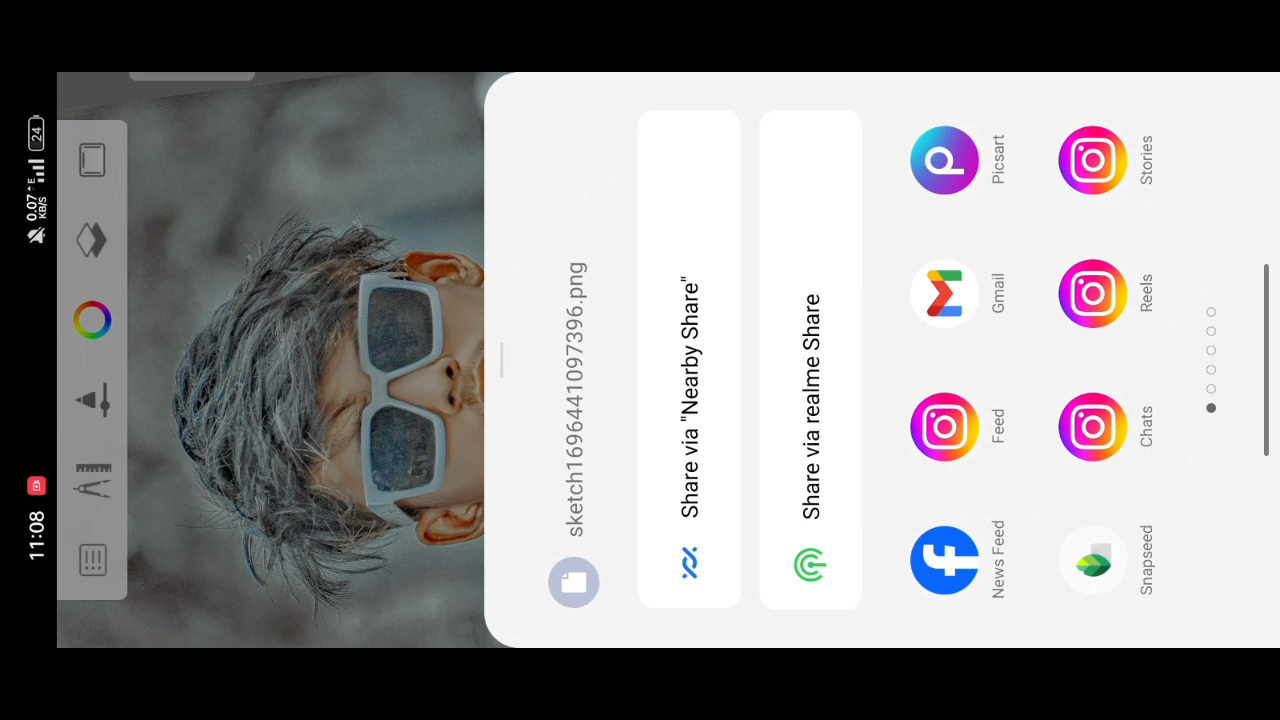 11:08
0.07 E
KB/S
24
sketch1696441097396.png
Share via "Nearby Share"
Share via realme Share
News Feed
Feed
Gmail
Picsart
Snapseed
Chats
Reels
Stories